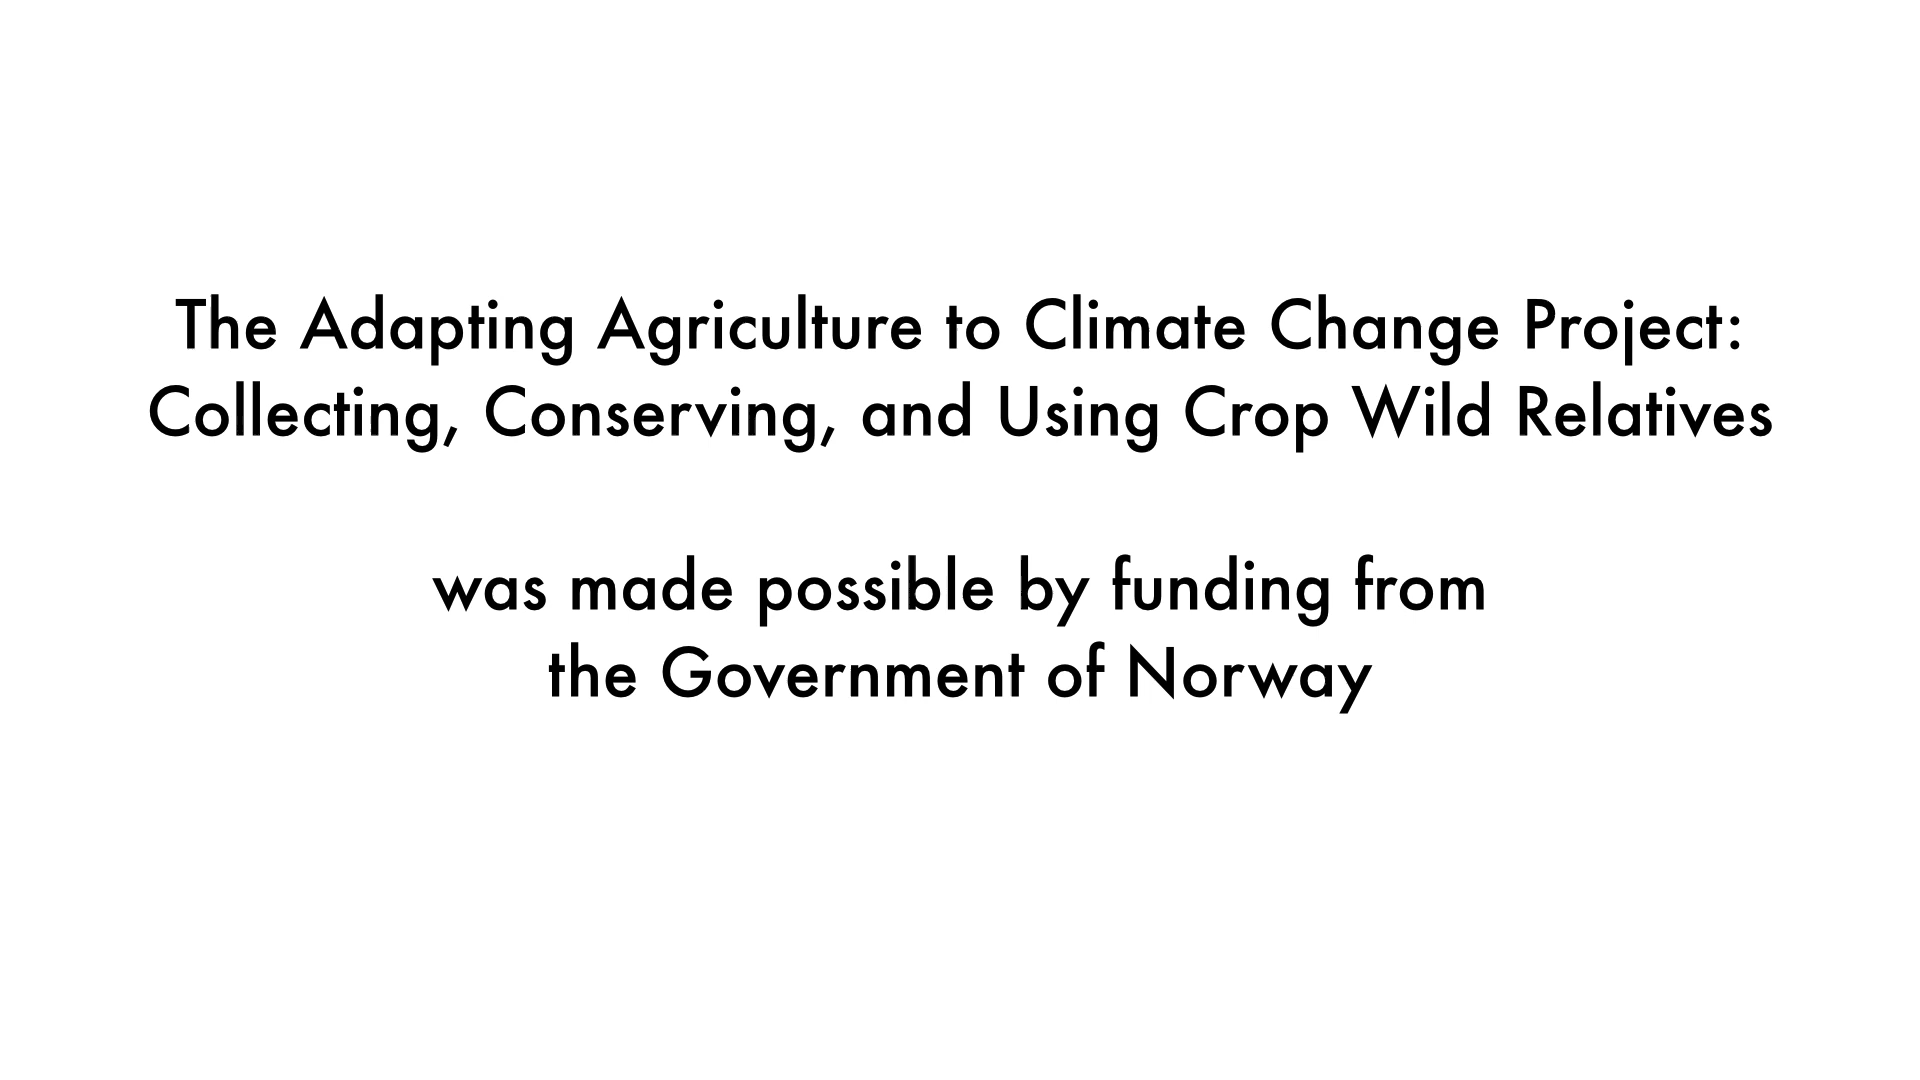 The Adapting Agriculture to Climate Change Project:
Collecting, Conserving, and Using Crop Wild Relatives
was made possible by funding from
the Government of Norway